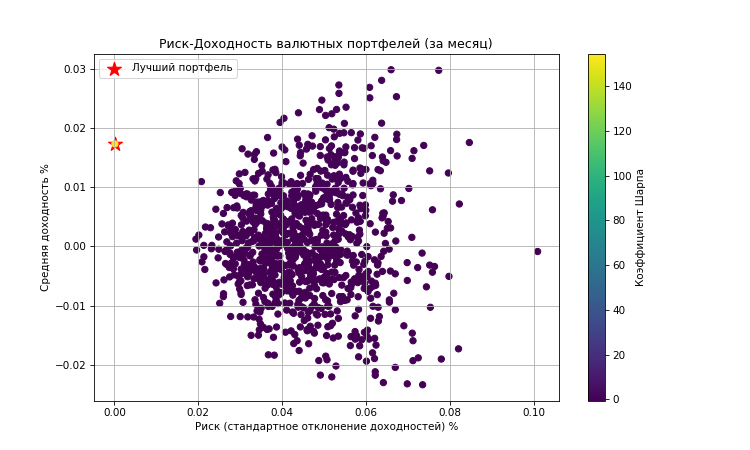 Риск-Доходность валютных портфелей (за месяц)
Лучший портфель
Средняя доходность %
0.03
0.02
0.01
0.00
−0.01
−0.02
0.00 0.02 0.04 0.06 0.08 0.10
Риск (стандартное отклонение доходностей) %
140
120
100
80
60
40
20
0
Коэффициент Шарпа